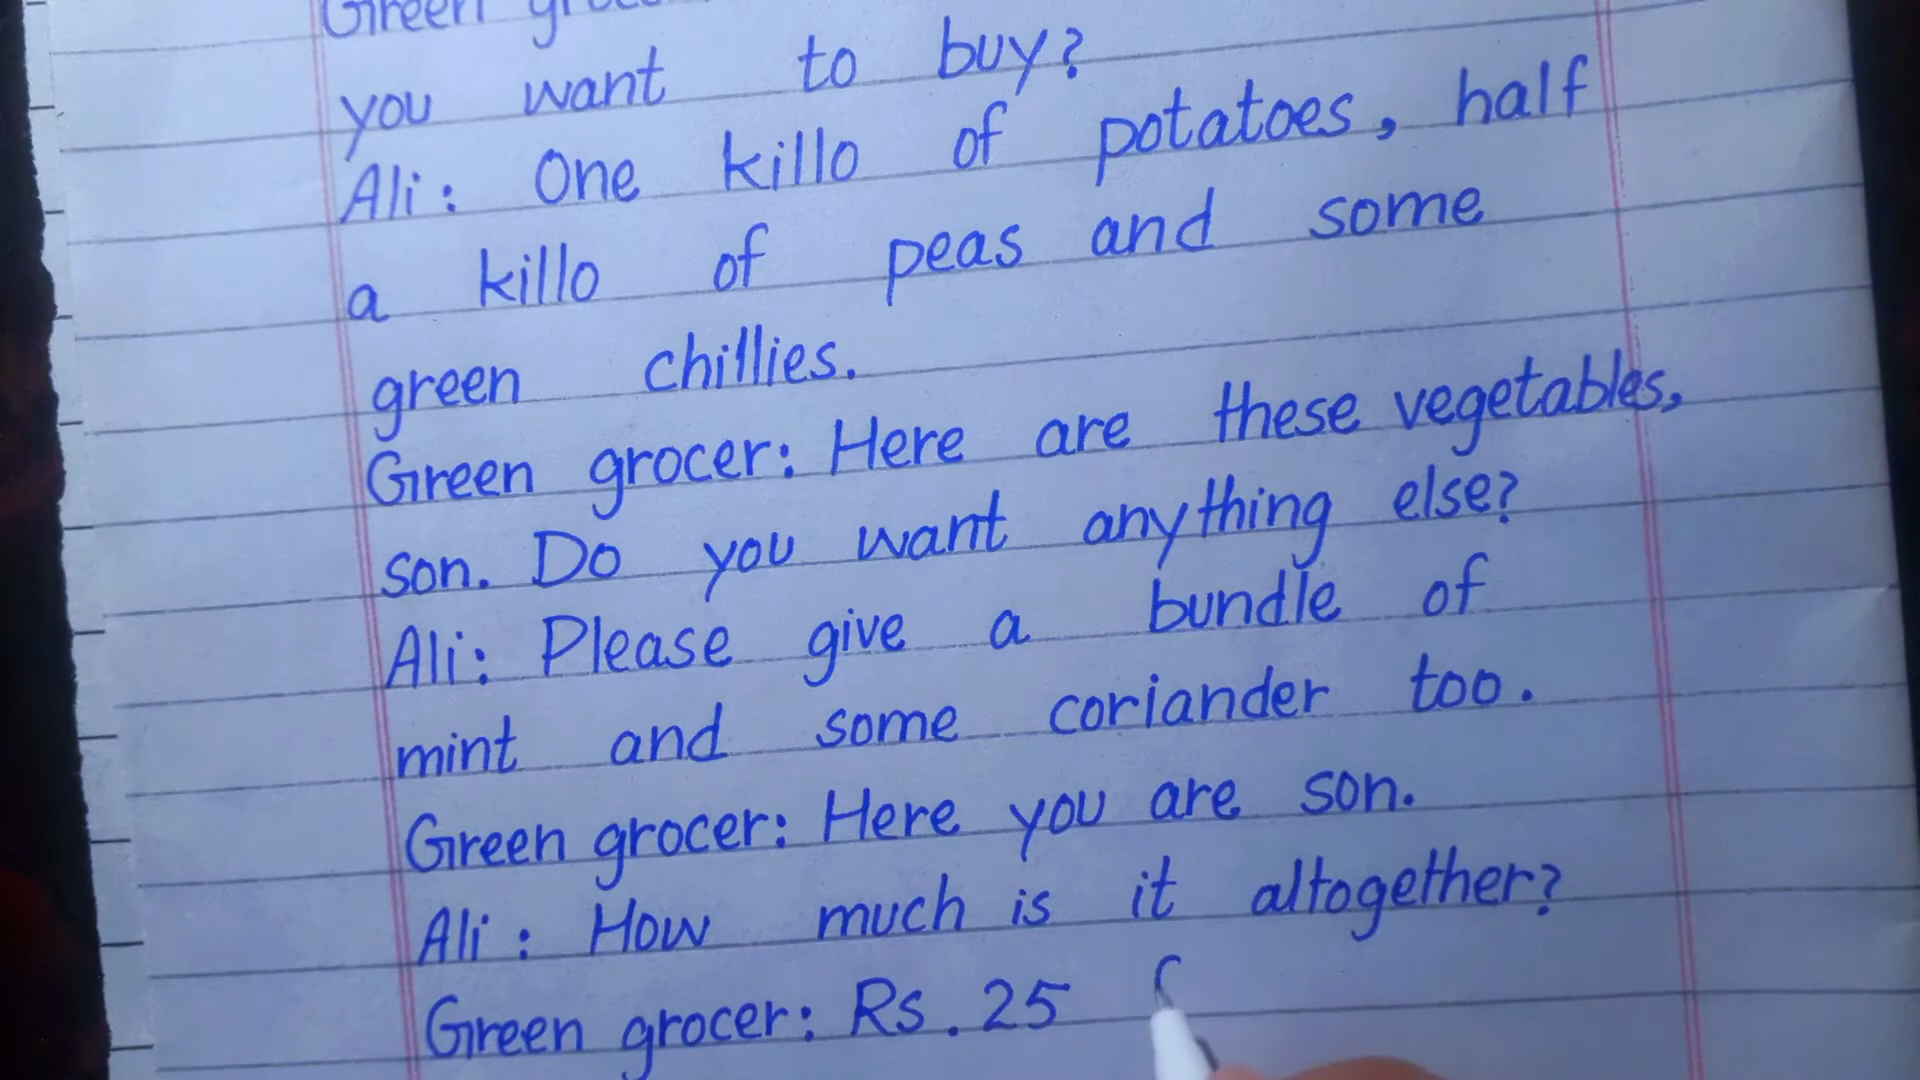 Green
you want to buy?
Ali: One killo of potatoes, half
a killo of peas and some
green chillies.
Green grocer: Here are these vegetables,
son. Do you want anything else?
Ali: Please give a bundle of
mint and some coriander too.
Green grocer: Here you are son.
Ali: How much is it altogether?
Green grocer: Rs. 25